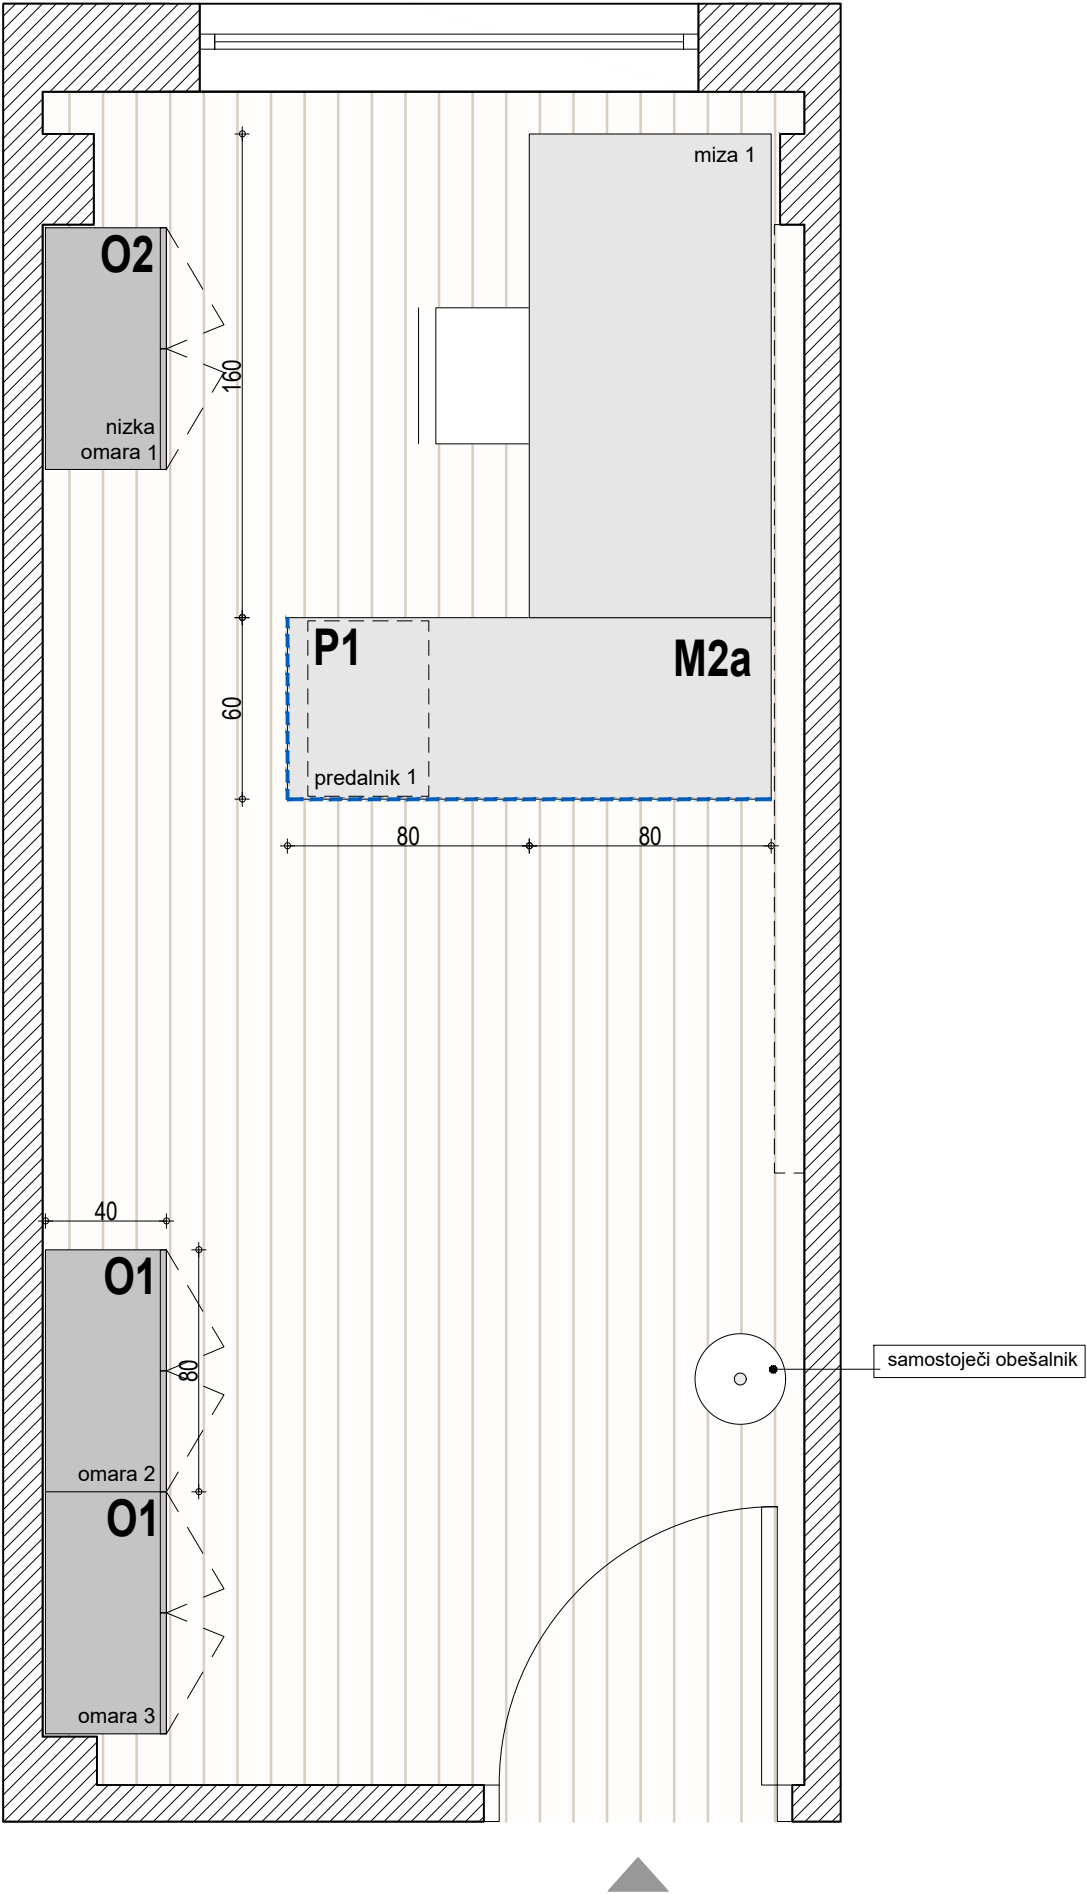 miza 1
O2
nizka
omara 1
160
P1
M2a
60
predalnik 1
80
80
40
O1
80
samostoječi obešalnik
omara 2
O1
omara 3